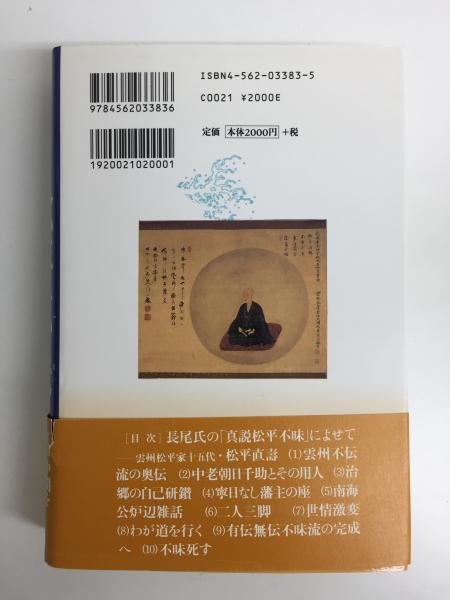 ISBN4-562-03383-5
C0021 ¥2000E
9784562033836
定価 本体2000円 +税
1920021020001
[目次] 長尾氏の「真説松平不昧」によせて
――雲州松平家十五代・松平直壽 (1)雲州不伝
流の奥伝 (2)中老朝日千助とその用人 (3)治
郷の自己研鑽 (4)寧日なし藩主の座 (5)南海
公炉辺雑話 (6)二人三脚 (7)世情激変
(8)わが道を行く (9)有伝無伝不昧流の完成
へ (10)不昧死す